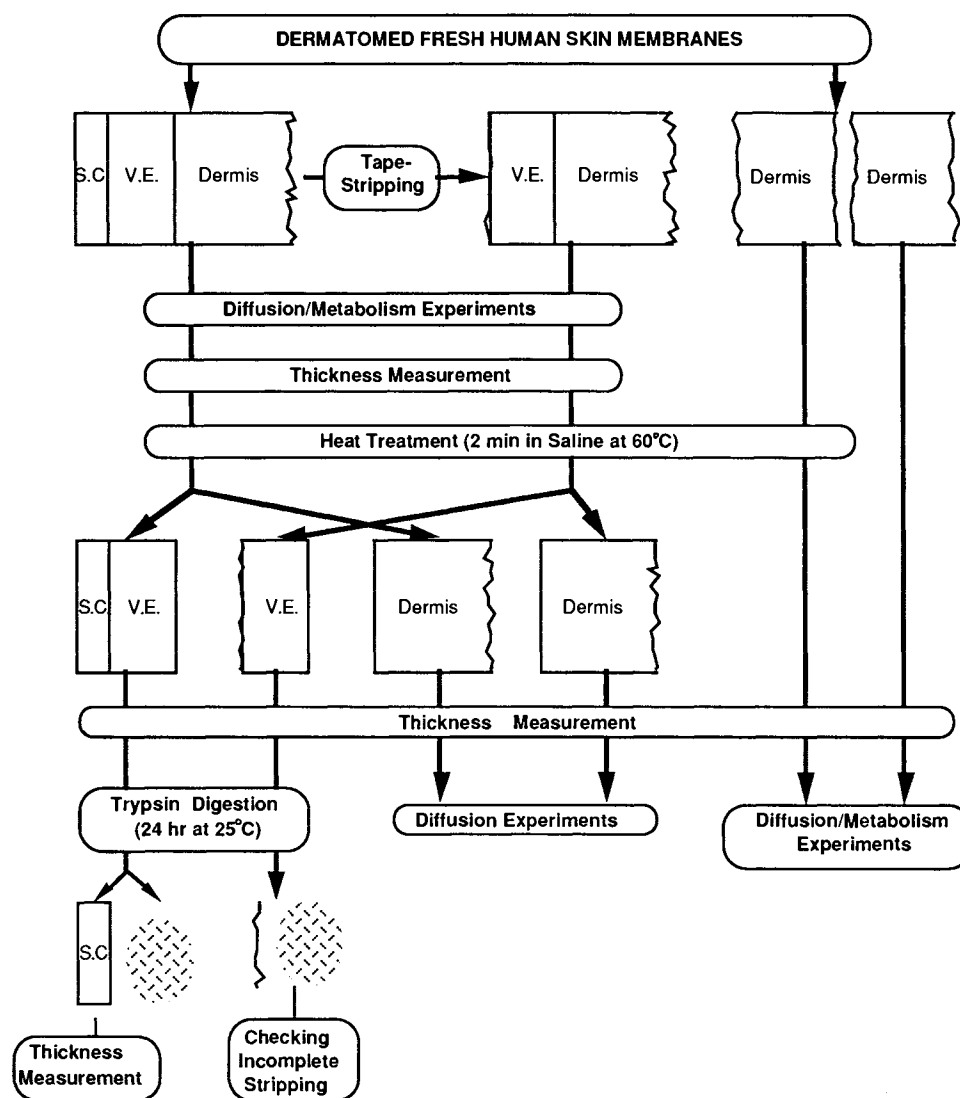 DERMATOMED FRESH HUMAN SKIN MEMBRANES
S.C
V.E.
Dermis
Tape-
Stripping
V.E.
Dermis
Dermis
Dermis
Diffusion/Metabolism Experiments
Thickness Measurement
Heat Treatment (2 min in Saline at 60°C)
S.C.
V.E.
V.E.
Dermis
Dermis
Thickness Measurement
Trypsin Digestion
(24 hr at 25°C)
Diffusion Experiments
Diffusion/Metabolism
Experiments
S.C
Thickness
Measurement
Checking
Incomplete
Stripping